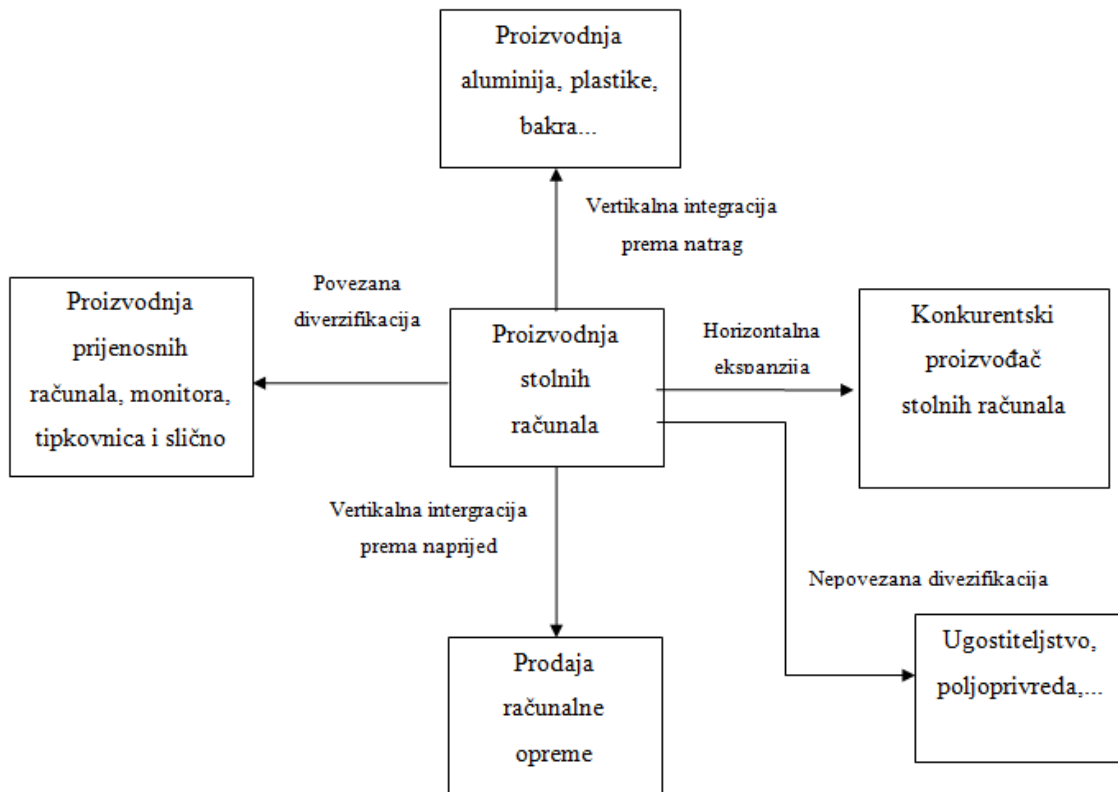 Proizvodnja
aluminija, plastike,
bakra...
Vertikalna integracija
prema natrag
Povezana
diverzifikacija
Proizvodnja
prijenosnih
računala, monitora,
tipkovnica i slično
Proizvodnja
stolnih
računala
Horizontalna
ekspanzija
Konkurentski
proizvođač
stolnih računala
Vertikalna intergracija
prema naprijed
Nepovezana divezifikacija
Prodaja
računalne
opreme
Ugostiteljstvo,
poljoprivreda,...